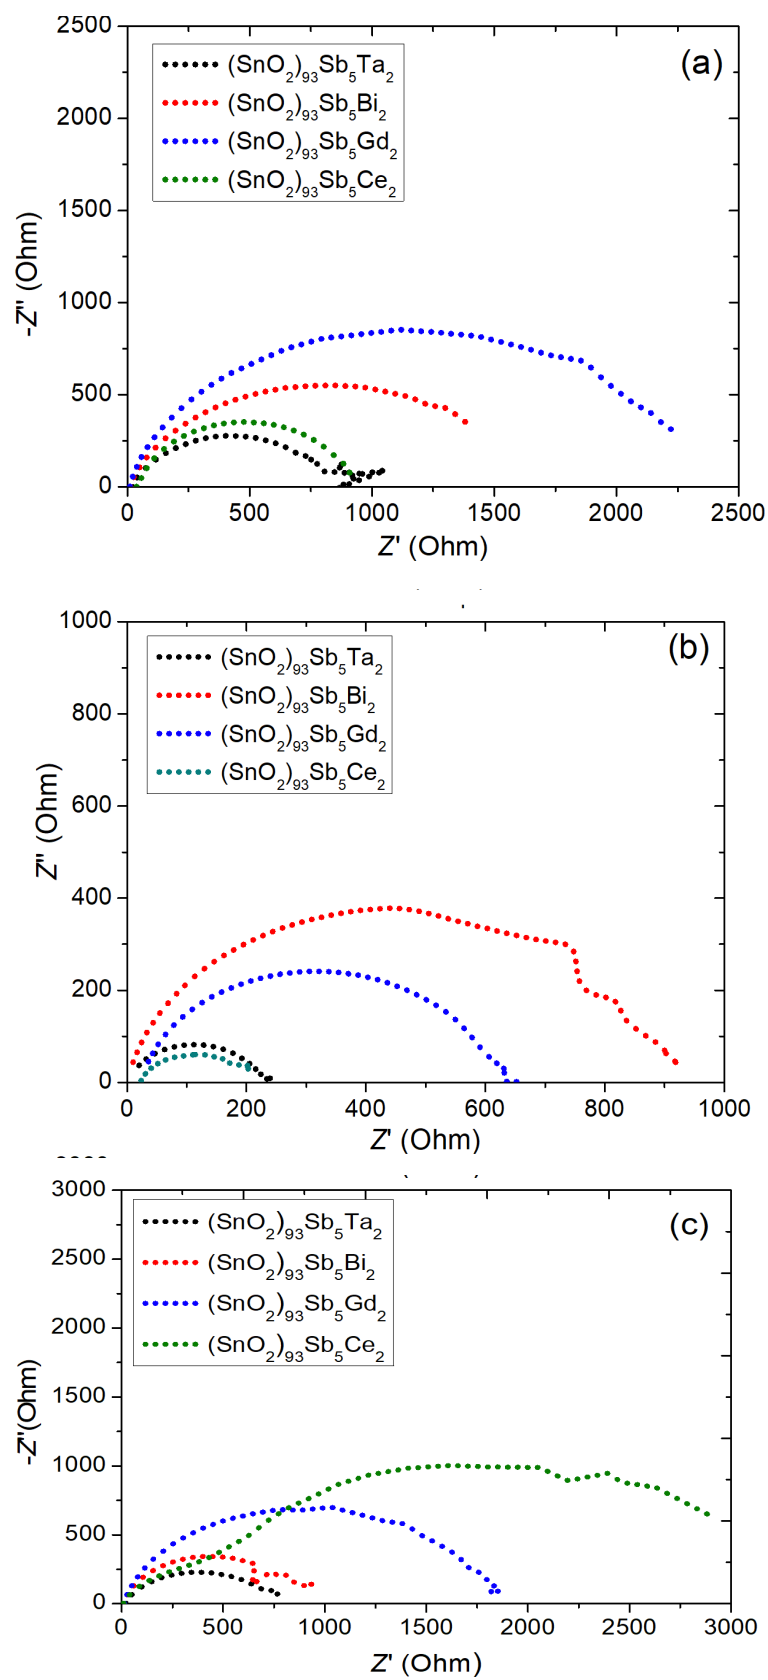 2500
2000
1500
1000
500
0
-Z" (Ohm)
(SnO₂)₉₃Sb₅Ta₂
(SnO₂)₉₃Sb₅Bi₂
(SnO₂)₉₃Sb₅Gd₂
(SnO₂)₉₃Sb₅Ce₂
(a)
0 500 1000 1500 2000 2500
Z' (Ohm)
1000
800
600
400
200
0
Z" (Ohm)
(SnO₂)₉₃Sb₅Ta₂
(SnO₂)₉₃Sb₅Bi₂
(SnO₂)₉₃Sb₅Gd₂
(SnO₂)₉₃Sb₅Ce₂
(b)
0 200 400 600 800 1000
Z' (Ohm)
3000
2500
2000
1500
1000
500
0
-Z"(Ohm)
(SnO₂)₉₃Sb₅Ta₂
(SnO₂)₉₃Sb₅Bi₂
(SnO₂)₉₃Sb₅Gd₂
(SnO₂)₉₃Sb₅Ce₂
(c)
0 500 1000 1500 2000 2500 3000
Z' (Ohm)